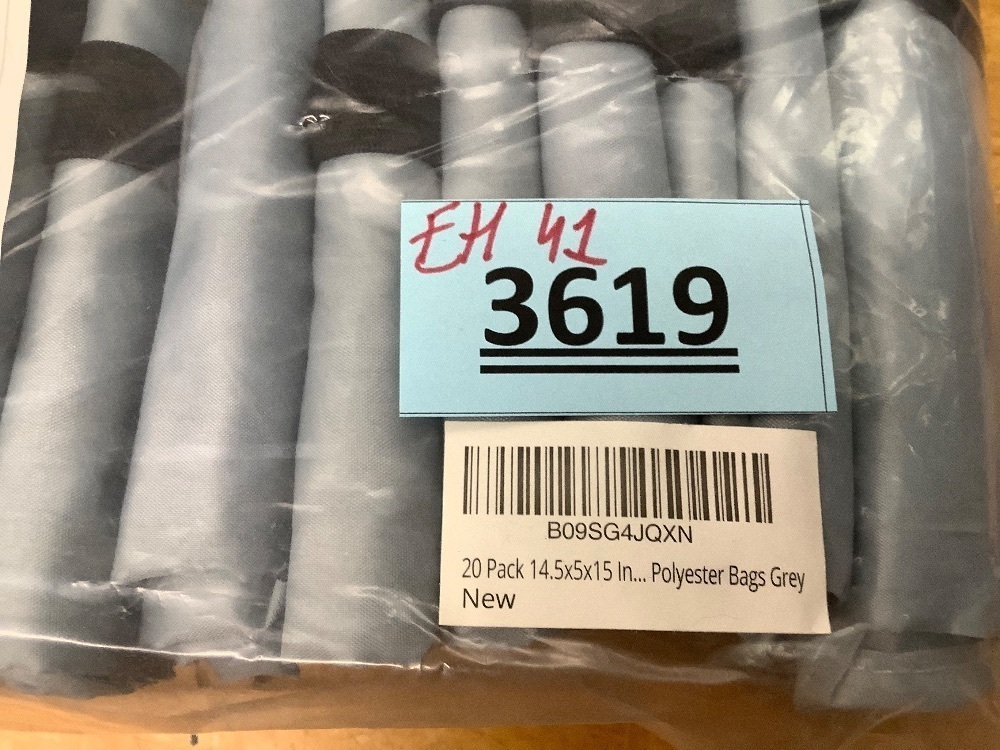 EH 41
3619
B09SG4JQXN
20 Pack 14.5x5x15 In... Polyester Bags Grey
New